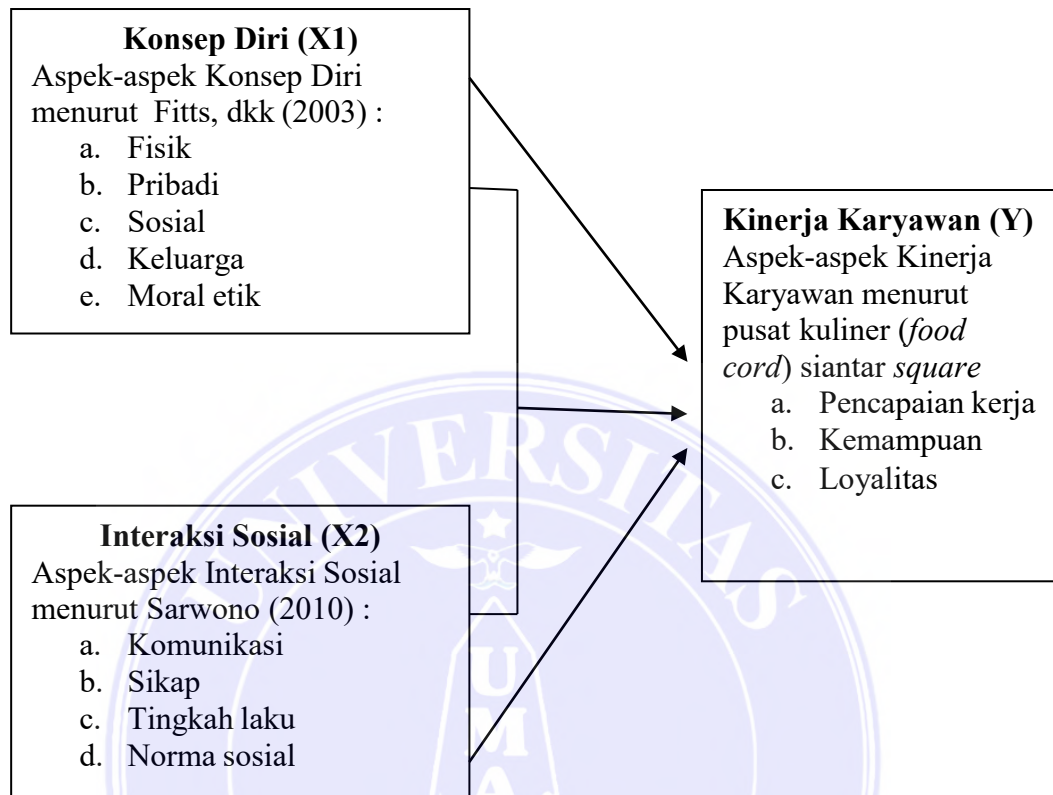 Konsep Diri (X1)
Aspek-aspek Konsep Diri
menurut Fitts, dkk (2003) :
a. Fisik
b. Pribadi
c. Sosial
d. Keluarga
e. Moral etik
Kinerja Karyawan (Y)
Aspek-aspek Kinerja
Karyawan menurut
pusat kuliner (food
cord) siantar square
a. Pencapaian kerja
b. Kemampuan
c. Loyalitas
Interaksi Sosial (X2)
Aspek-aspek Interaksi Sosial
menurut Sarwono (2010) :
a. Komunikasi
b. Sikap
c. Tingkah laku
d. Norma sosial
UNIVERSITAS
UMA